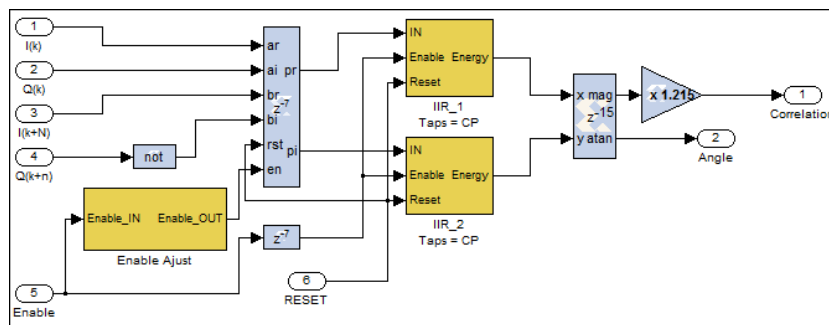 1
I(k)
2
Q(k)
3
I(k+N)
4
Q(k+n)
not
ar
ai pr
br
z-7
bi
rst pi
en
Enable_IN Enable_OUT
Enable Ajust
5
Enable
z-7
6
RESET
IN
Enable Energy
Reset
IIR_1
Taps = CP
IN
Enable Energy
Reset
IIR_2
Taps = CP
x mag
z-15
y atan
x 1.215
1
Correlation
2
Angle